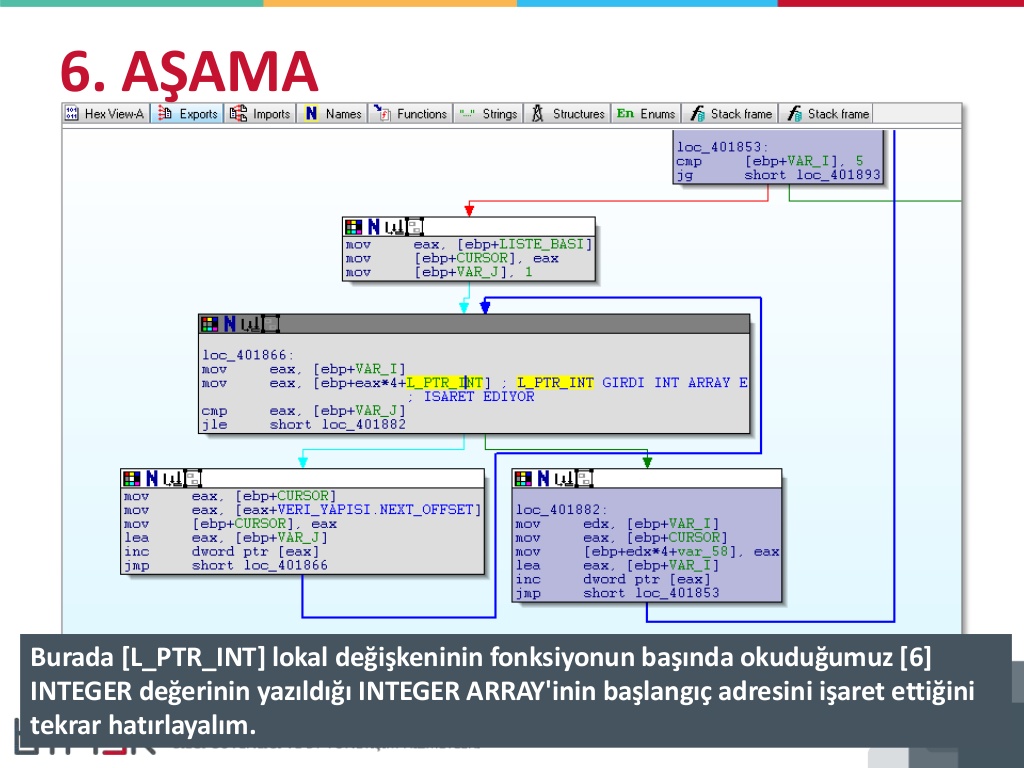 6. AŞAMA
Hex View-A Exports Imports N Names Functions Strings Structures En Enums Stack frame Stack frame
loc_401853:
cmp [ebp+VAR_I], 5
jg short loc_401893
mov eax, [ebp+LISTE_BASI]
mov [ebp+CURSOR], eax
mov [ebp+VAR_J], 1
loc_401866:
mov eax, [ebp+VAR_I]
mov eax, [ebp+eax*4+L_PTR_INT] ; L_PTR_INT GIRDI INT ARRAY E
; ISARET EDIYOR
cmp eax, [ebp+VAR_J]
jle short loc_401882
mov eax, [ebp+CURSOR]
mov eax, [eax+VERI_YAPISI.NEXT_OFFSET]
mov [ebp+CURSOR], eax
lea eax, [ebp+VAR_J]
inc dword ptr [eax]
jmp short loc_401866
loc_401882:
mov edx, [ebp+VAR_I]
mov eax, [ebp+CURSOR]
mov [ebp+edx*4+var_58], eax
lea eax, [ebp+VAR_I]
inc dword ptr [eax]
jmp short loc_401853
Burada [L_PTR_INT] lokal değişkeninin fonksiyonun başında okuduğumuz [6]
INTEGER değerinin yazıldığı INTEGER ARRAY'inin başlangıç adresini işaret ettiğini
tekrar hatırlayalım.